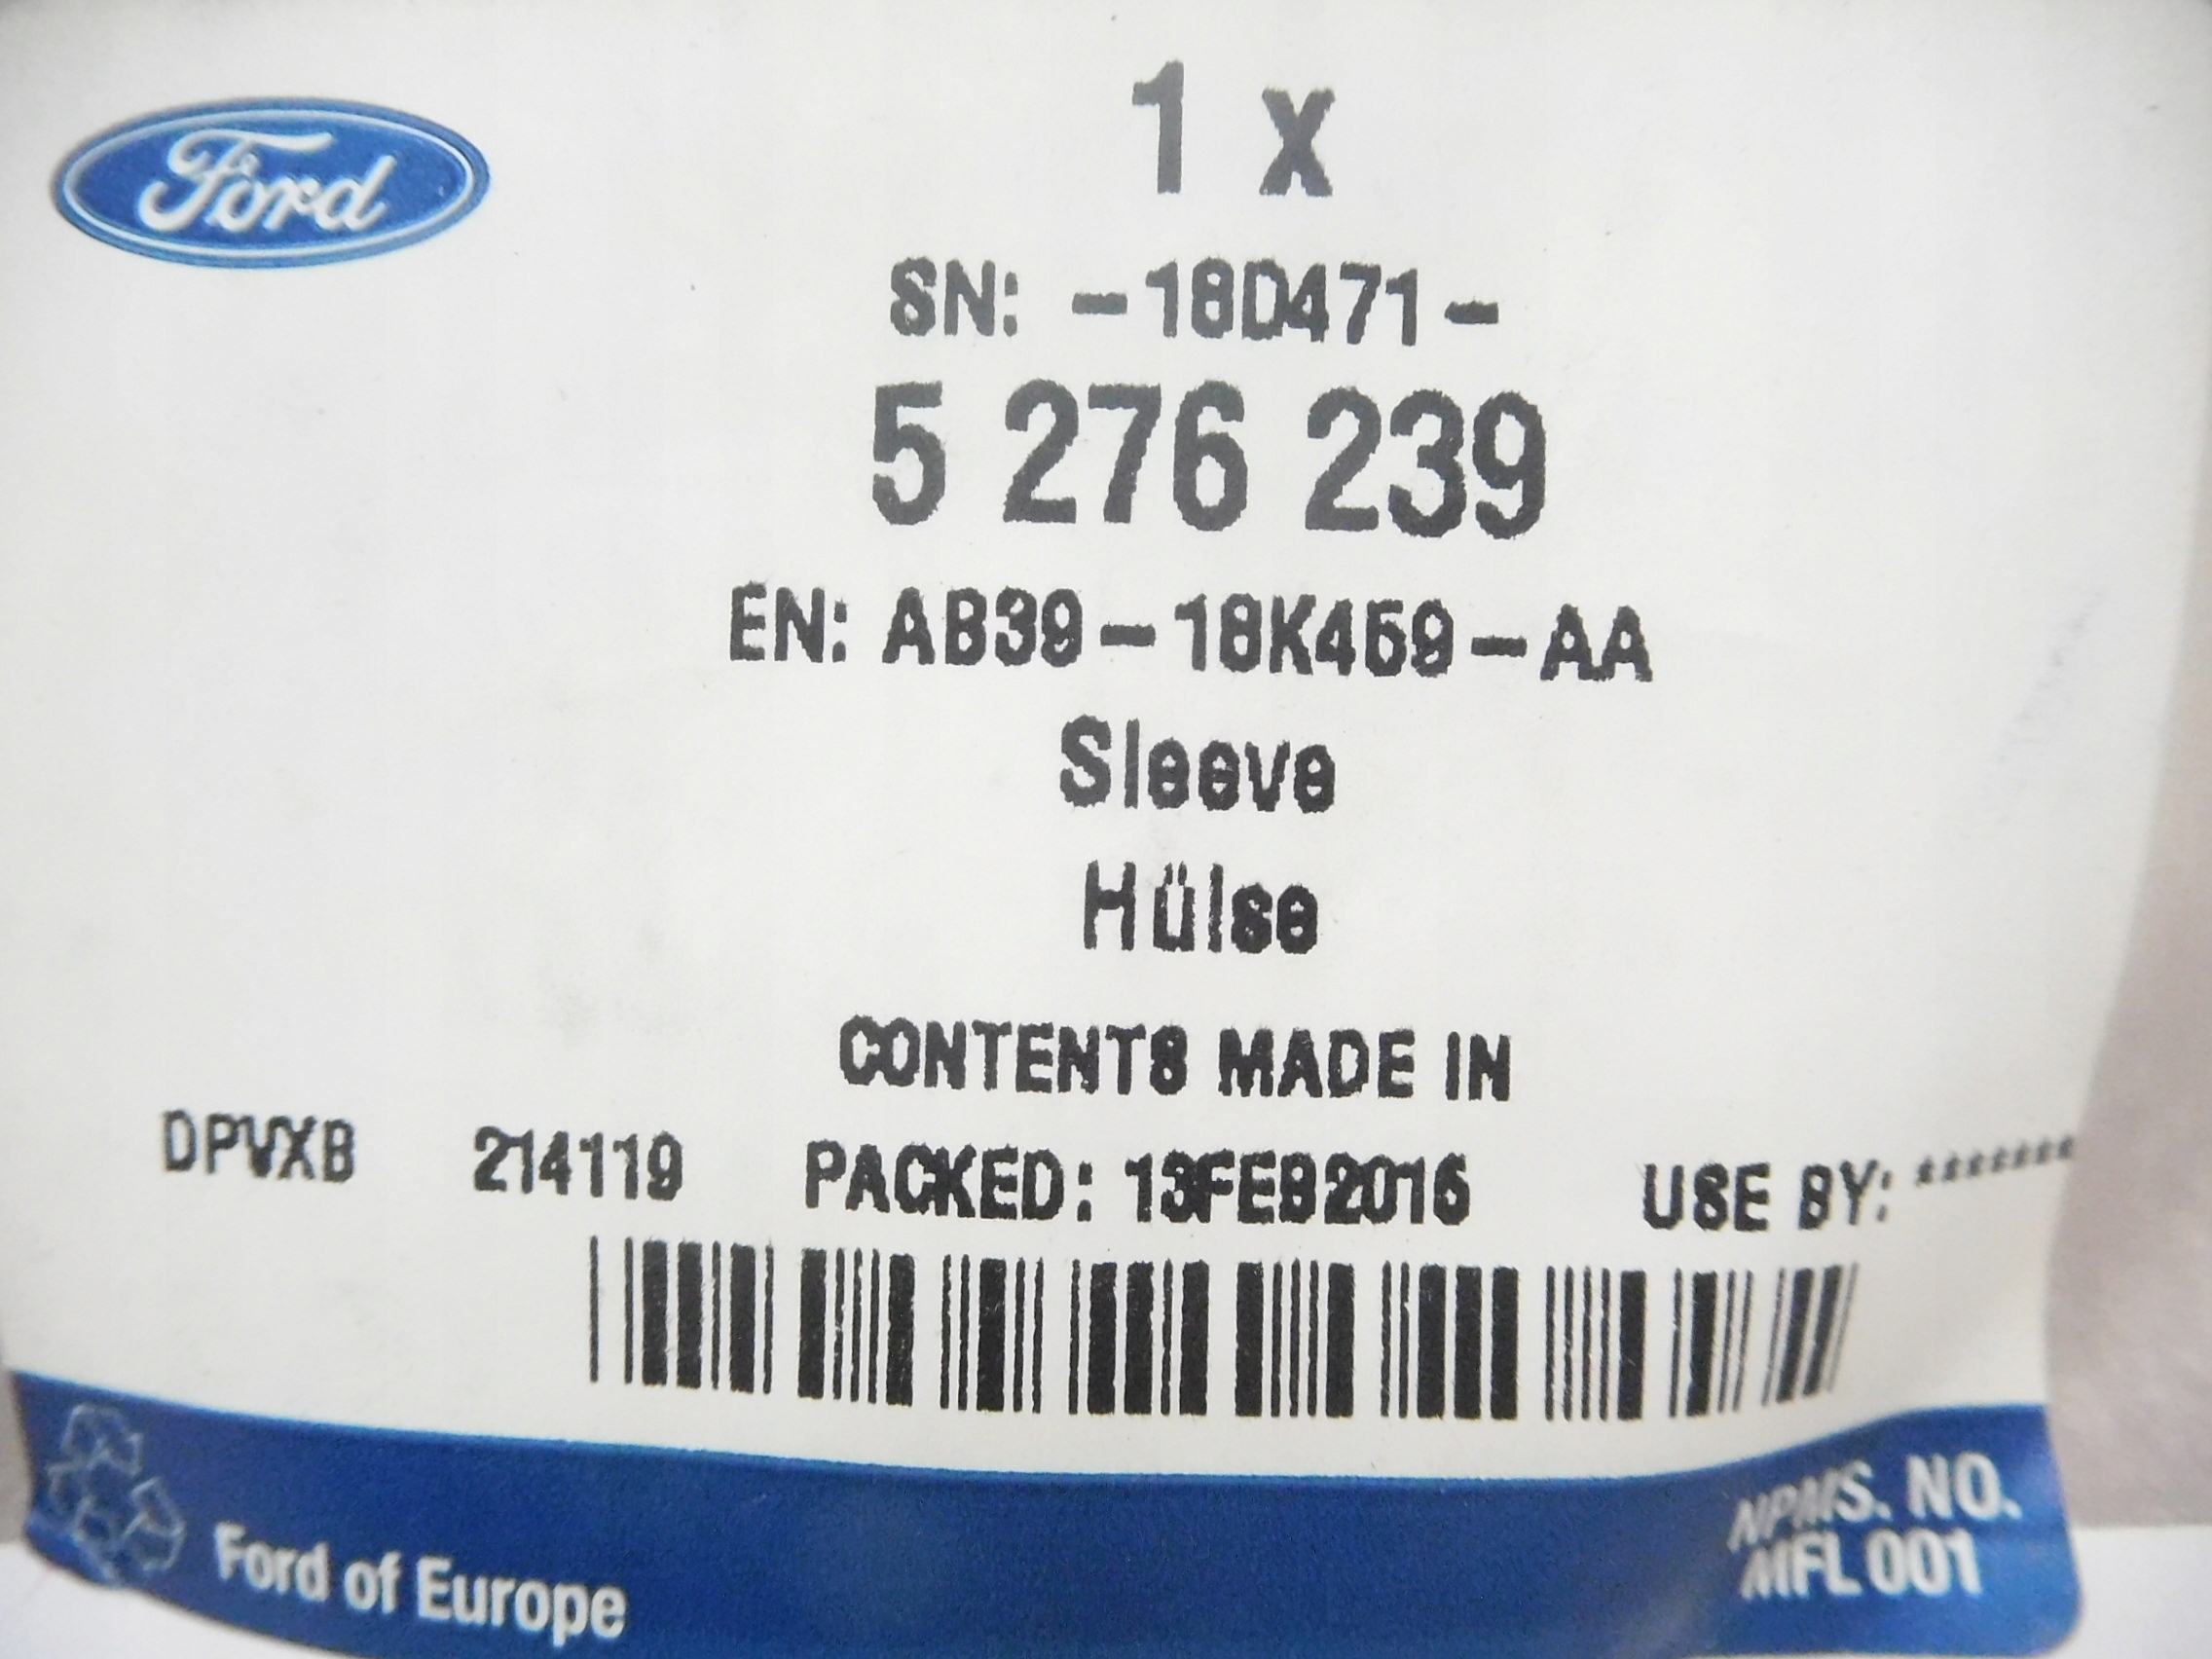 Ford
1 x
SN: -18D471-
5 276 239
EN: AB39-18K459-AA
Sleeve
Hülse
CONTENTS MADE IN
DPVXB 214119 PACKED: 13FEB2015 USE BY: *******
Ford of Europe
NPMS. NO.
MFL 001